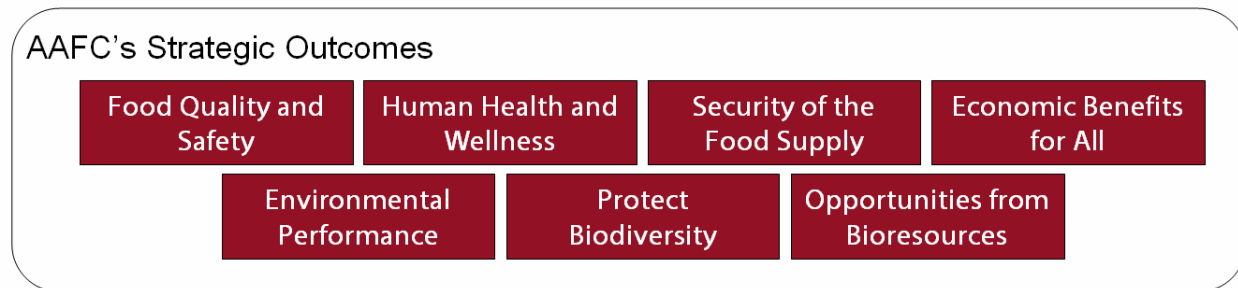 AAFC's Strategic Outcomes
Food Quality and
Safety
Human Health and
Wellness
Security of the
Food Supply
Economic Benefits
for All
Environmental
Performance
Protect
Biodiversity
Opportunities from
Bioresources